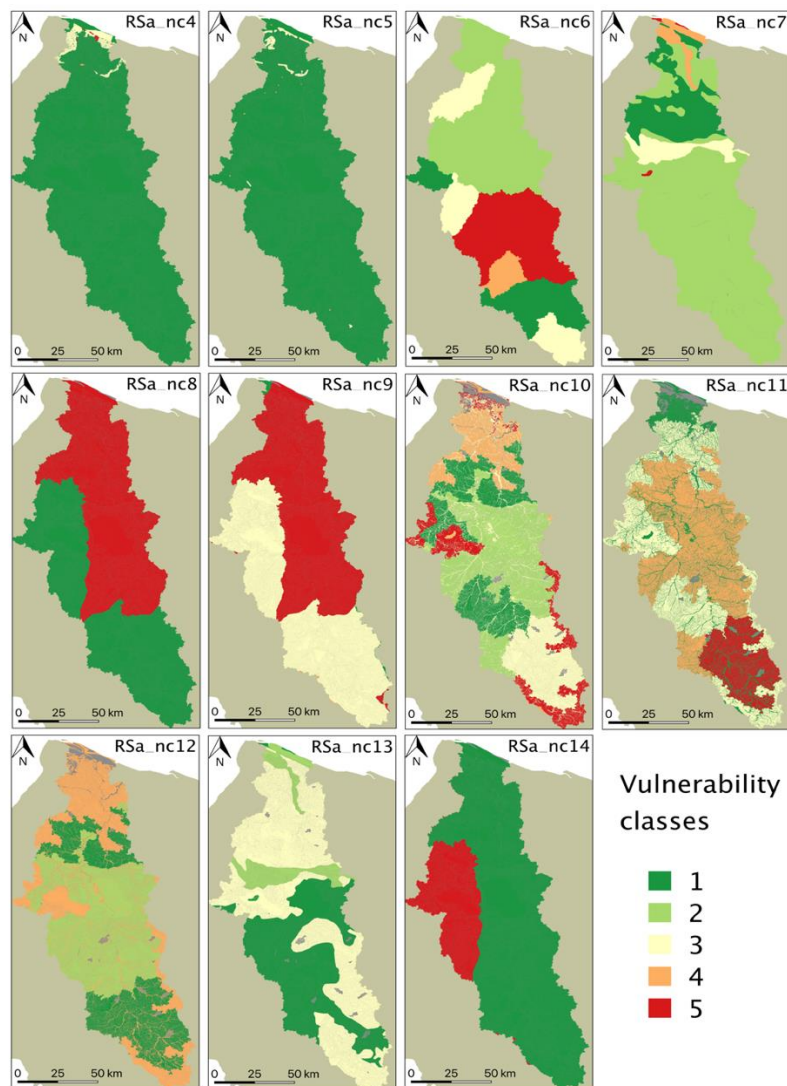 RSa_nc4
N
0 25 50 km
RSa_nc5
N
0 25 50 km
RSa_nc6
N
0 25 50 km
RSa_nc7
N
0 25 50 km
RSa_nc8
N
0 25 50 km
RSa_nc9
N
0 25 50 km
RSa_nc10
N
0 25 50 km
RSa_nc11
N
0 25 50 km
RSa_nc12
N
0 25 50 km
RSa_nc13
N
0 25 50 km
RSa_nc14
N
0 25 50 km
Vulnerability
classes
1
2
3
4
5